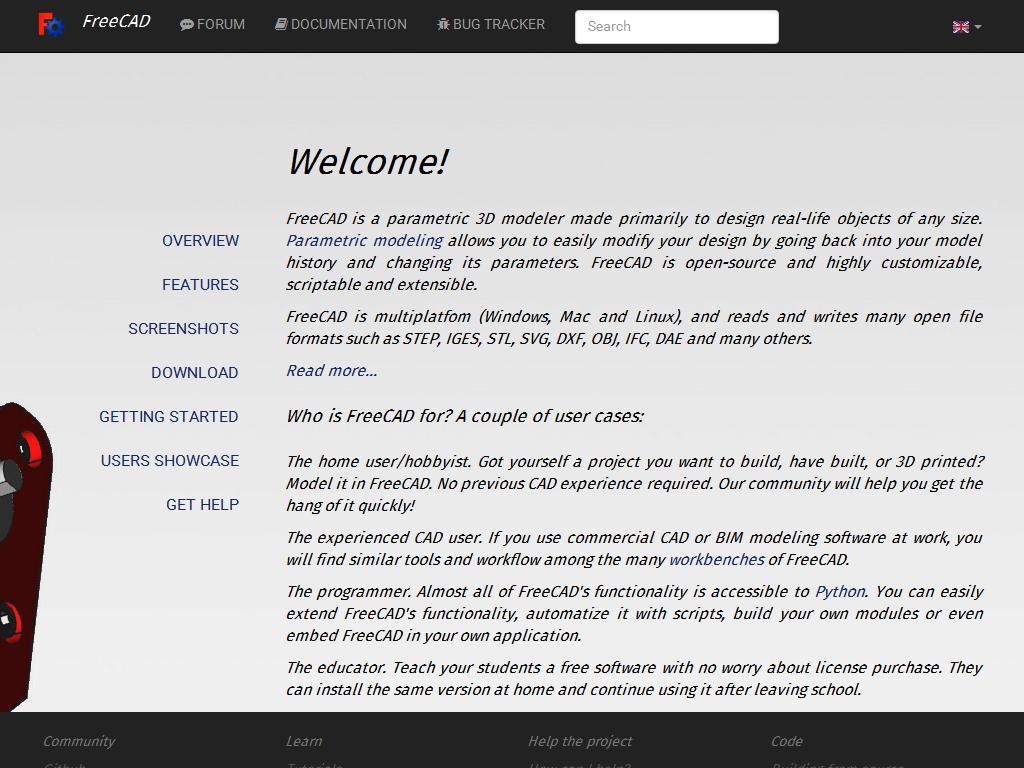 FreeCAD FORUM DOCUMENTATION BUG TRACKER Search
Welcome!
FreeCAD is a parametric 3D modeler made primarily to design real-life objects of any size.
Parametric modeling allows you to easily modify your design by going back into your model
history and changing its parameters. FreeCAD is open-source and highly customizable,
scriptable and extensible.
FreeCAD is multiplatfom (Windows, Mac and Linux), and reads and writes many open file
formats such as STEP, IGES, STL, SVG, DXF, OBJ, IFC, DAE and many others.
Read more...
OVERVIEW
FEATURES
SCREENSHOTS
DOWNLOAD
GETTING STARTED
USERS SHOWCASE
GET HELP
Who is FreeCAD for? A couple of user cases:
The home user/hobbyist. Got yourself a project you want to build, have built, or 3D printed?
Model it in FreeCAD. No previous CAD experience required. Our community will help you get the
hang of it quickly!
The experienced CAD user. If you use commercial CAD or BIM modeling software at work, you
will find similar tools and workflow among the many workbenches of FreeCAD.
The programmer. Almost all of FreeCAD's functionality is accessible to Python. You can easily
extend FreeCAD's functionality, automatize it with scripts, build your own modules or even
embed FreeCAD in your own application.
The educator. Teach your students a free software with no worry about license purchase. They
can install the same version at home and continue using it after leaving school.
Community Learn Help the project Code
Github Tutorials How can I help? Building from source